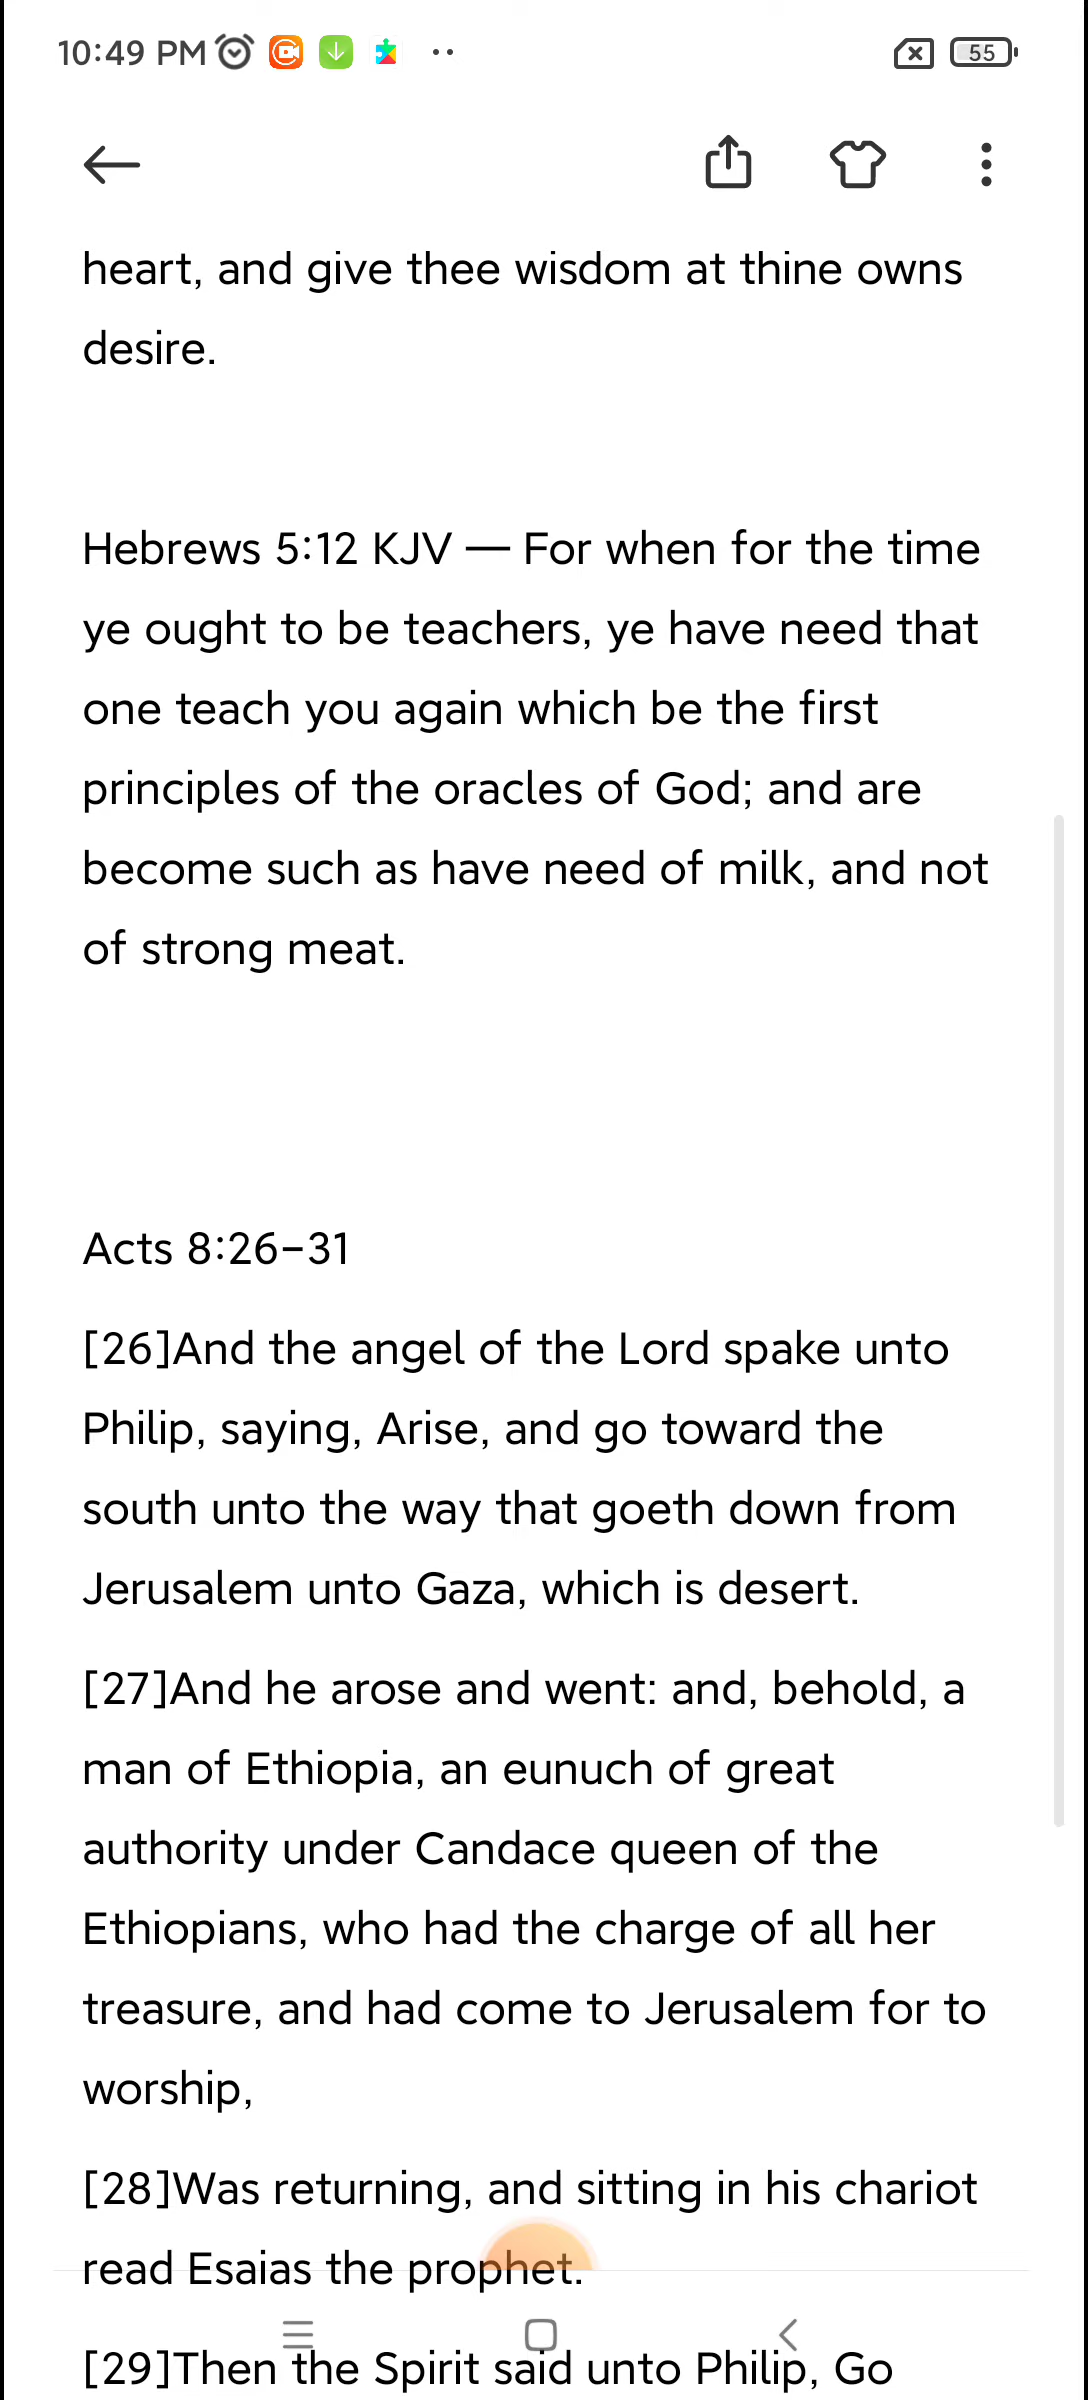 10:49 PM
55
heart, and give thee wisdom at thine owns
desire.
Hebrews 5:12 KJV — For when for the time
ye ought to be teachers, ye have need that
one teach you again which be the first
principles of the oracles of God; and are
become such as have need of milk, and not
of strong meat.
Acts 8:26-31
[26]And the angel of the Lord spake unto
Philip, saying, Arise, and go toward the
south unto the way that goeth down from
Jerusalem unto Gaza, which is desert.
[27]And he arose and went: and, behold, a
man of Ethiopia, an eunuch of great
authority under Candace queen of the
Ethiopians, who had the charge of all her
treasure, and had come to Jerusalem for to
worship,
[28]Was returning, and sitting in his chariot
read Esaias the prophet.
[29]Then the Spirit said unto Philip, Go